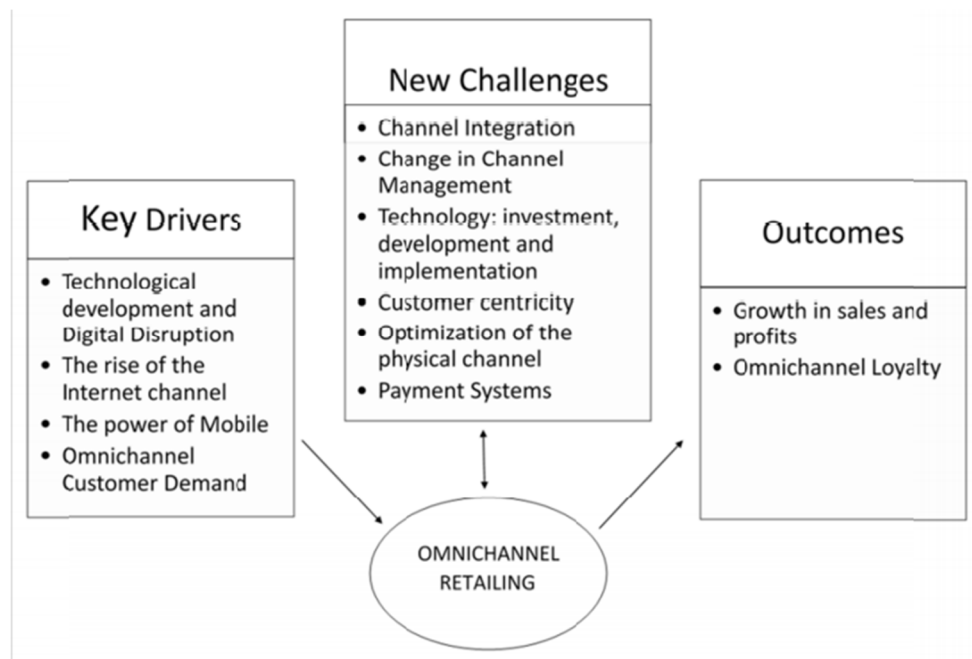 New Challenges
• Channel Integration
• Change in Channel
Management
• Technology: investment,
development and
implementation
• Customer centricity
• Optimization of the
physical channel
• Payment Systems
Key Drivers
• Technological
development and
Digital Disruption
• The rise of the
Internet channel
• The power of Mobile
• Omnichannel
Customer Demand
Outcomes
• Growth in sales and
profits
• Omnichannel Loyalty
OMNICHANNEL
RETAILING